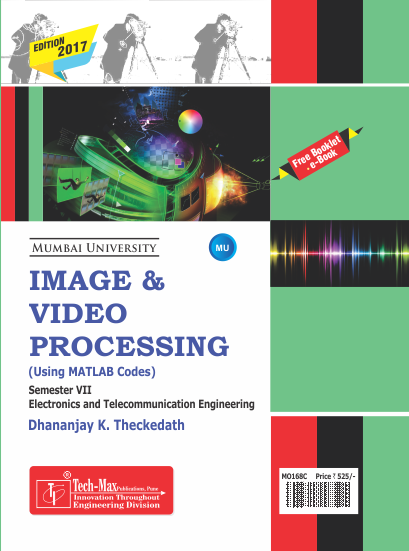 EDITION
2017
Free Booklet
- e-Book
MUMBAI UNIVERSITY
MU
IMAGE &
VIDEO
PROCESSING
(Using MATLAB Codes)
Semester VII
Electronics and Telecommunication Engineering
Dhananjay K. Theckedath
MO168C Price ₹ 525/-
®
Tech-Max Publications, Pune
Innovation Throughout
Engineering Division